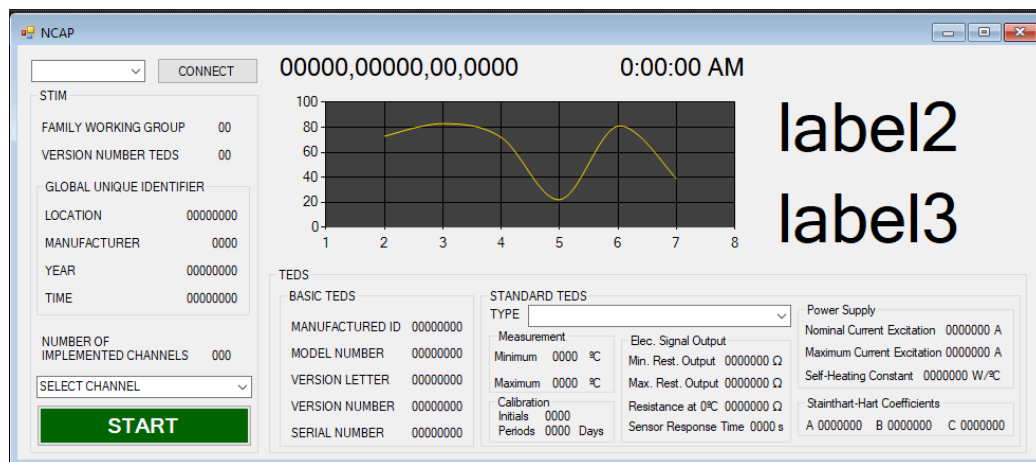 NCAP
CONNECT
00000,00000,00,0000
0:00:00 AM
STIM
FAMILY WORKING GROUP 00
VERSION NUMBER TEDS 00
GLOBAL UNIQUE IDENTIFIER
LOCATION 00000000
MANUFACTURER 0000
YEAR 00000000
TIME 00000000
NUMBER OF
IMPLEMENTED CHANNELS 000
SELECT CHANNEL
START
100
80
60
40
20
0
1 2 3 4 5 6 7 8
label2
label3
TEDS
BASIC TEDS
MANUFACTURED ID 00000000
MODEL NUMBER 00000000
VERSION LETTER 00000000
VERSION NUMBER 00000000
SERIAL NUMBER 00000000
STANDARD TEDS
TYPE
Measurement
Minimum 0000 ºC
Maximum 0000 ºC
Calibration
Initials 0000
Periods 0000 Days
Elec. Signal Output
Min. Rest. Output 0000000 Ω
Max. Rest. Output 0000000 Ω
Resistance at 0ºC 0000000 Ω
Sensor Response Time 0000 s
Power Supply
Nominal Current Excitation 0000000 A
Maximum Current Excitation 0000000 A
Self-Heating Constant 0000000 W/ºC
Stainthart-Hart Coefficients
A 0000000 B 0000000 C 0000000